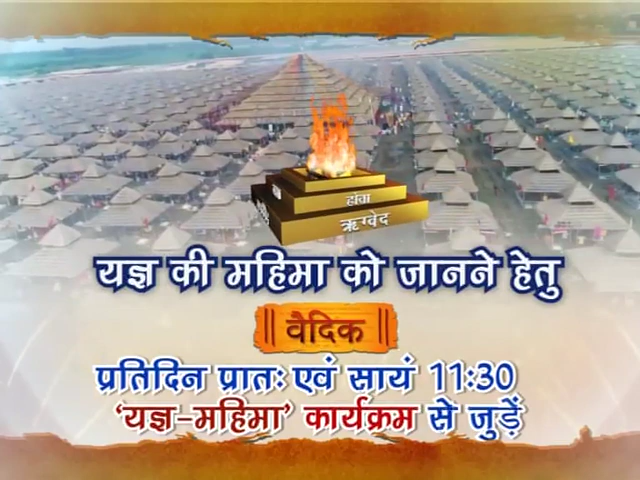 होता
ऋग्वेद
यज्ञ की महिमा को जानने हेतु
॥ वैदिक ॥
प्रतिदिन प्रातः एवं सायं 11:30
‘यज्ञ-महिमा’ कार्यक्रम से जुड़ें